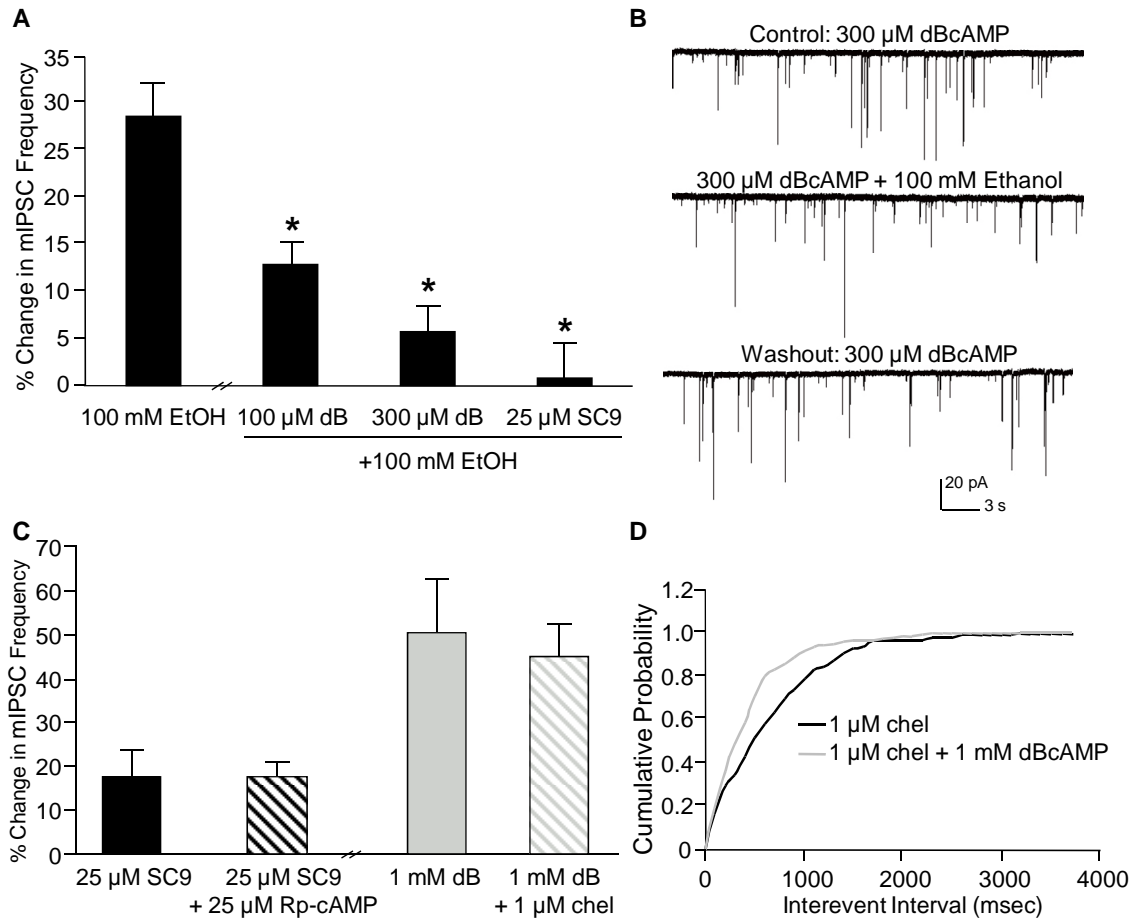 A
% Change in mIPSC Frequency
35
30
25
20
15
10
5
0
*
*
*
100 mM EtOH
100 µM dB
300 µM dB
25 µM SC9
+100 mM EtOH
B
Control: 300 µM dBcAMP
300 µM dBcAMP + 100 mM Ethanol
Washout: 300 µM dBcAMP
20 pA
3 s
C
% Change in mIPSC Frequency
70
60
50
40
30
20
10
0
25 µM SC9
25 µM SC9
+ 25 µM Rp-cAMP
1 mM dB
1 mM dB
+ 1 µM chel
D
Cumulative Probability
1.2
1.0
0.8
0.6
0.4
0.2
0
1 µM chel
1 µM chel + 1 mM dBcAMP
0
1000
2000
3000
4000
Interevent Interval (msec)